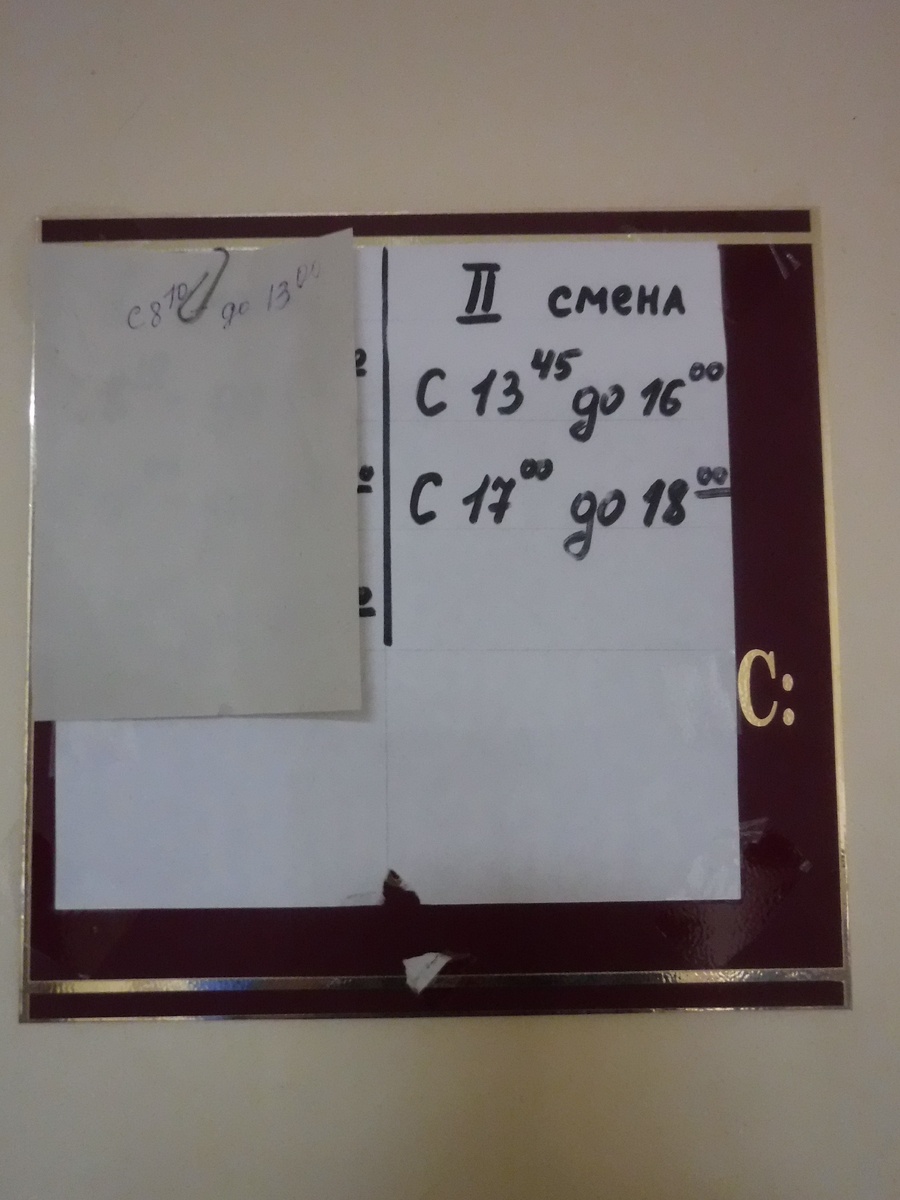 с 8¹⁰ до 13⁰⁰
II смена
С 13⁴⁵ до 16⁰⁰
С 17⁰⁰ до 18⁰⁰
С: